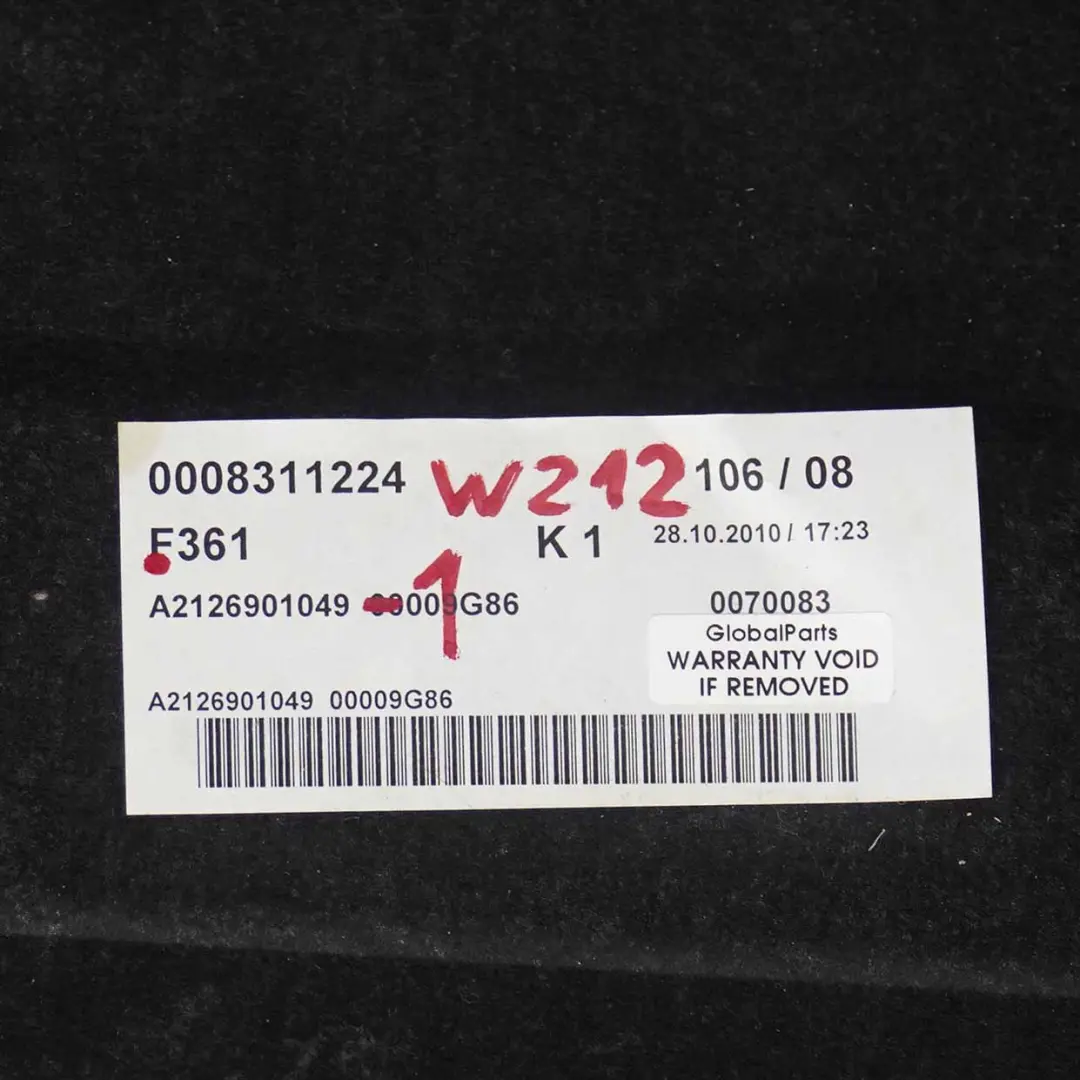 0008311224 W212 106 / 08
F361 K 1 28.10.2010 / 17:23
1
A2126901049 00009G86 0070083
GlobalParts
WARRANTY VOID
IF REMOVED
A2126901049 00009G86